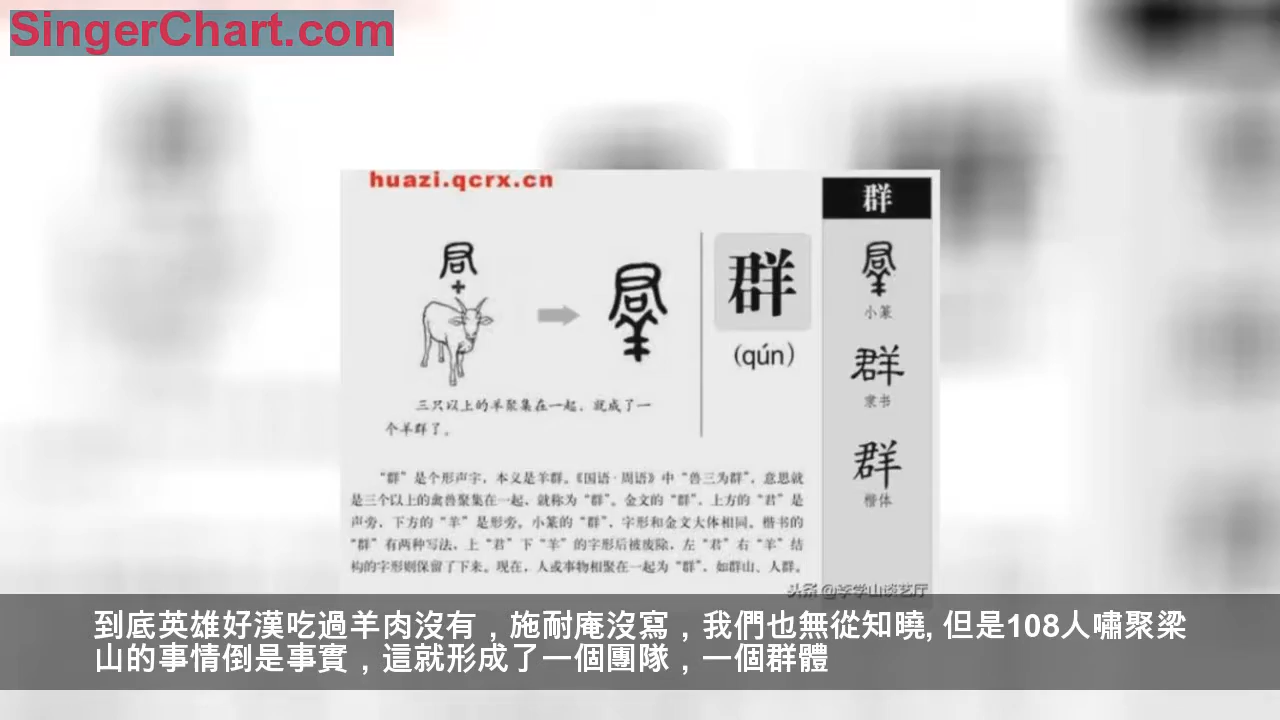 SingerChart.com
huazi.qcrx.cn
群
+
三只以上的羊聚集在一起，就成了一
个羊群了。
群
(qún)
小篆
群
隶书
群
楷体
“群”是个形声字，本义是羊群。《国语·周语》中“兽三为群”，意思就
是三个以上的禽兽聚集在一起，就称为“群”。金文的“群”，上方的“君”是
声旁，下方的“羊”是形旁。小篆的“群”，字形和金文大体相同。楷书的
“群”有两种写法，上“君”下“羊”的字形后被废除，左“君”右“羊”结
构的字形则保留了下来。现在，人或事物相聚在一起为“群”，如群山、人群。
头条 @李学山谈艺厅
到底英雄好漢吃過羊肉沒有，施耐庵沒寫，我們也無從知曉, 但是108人嘯聚梁
山的事情倒是事實，這就形成了一個團隊，一個群體